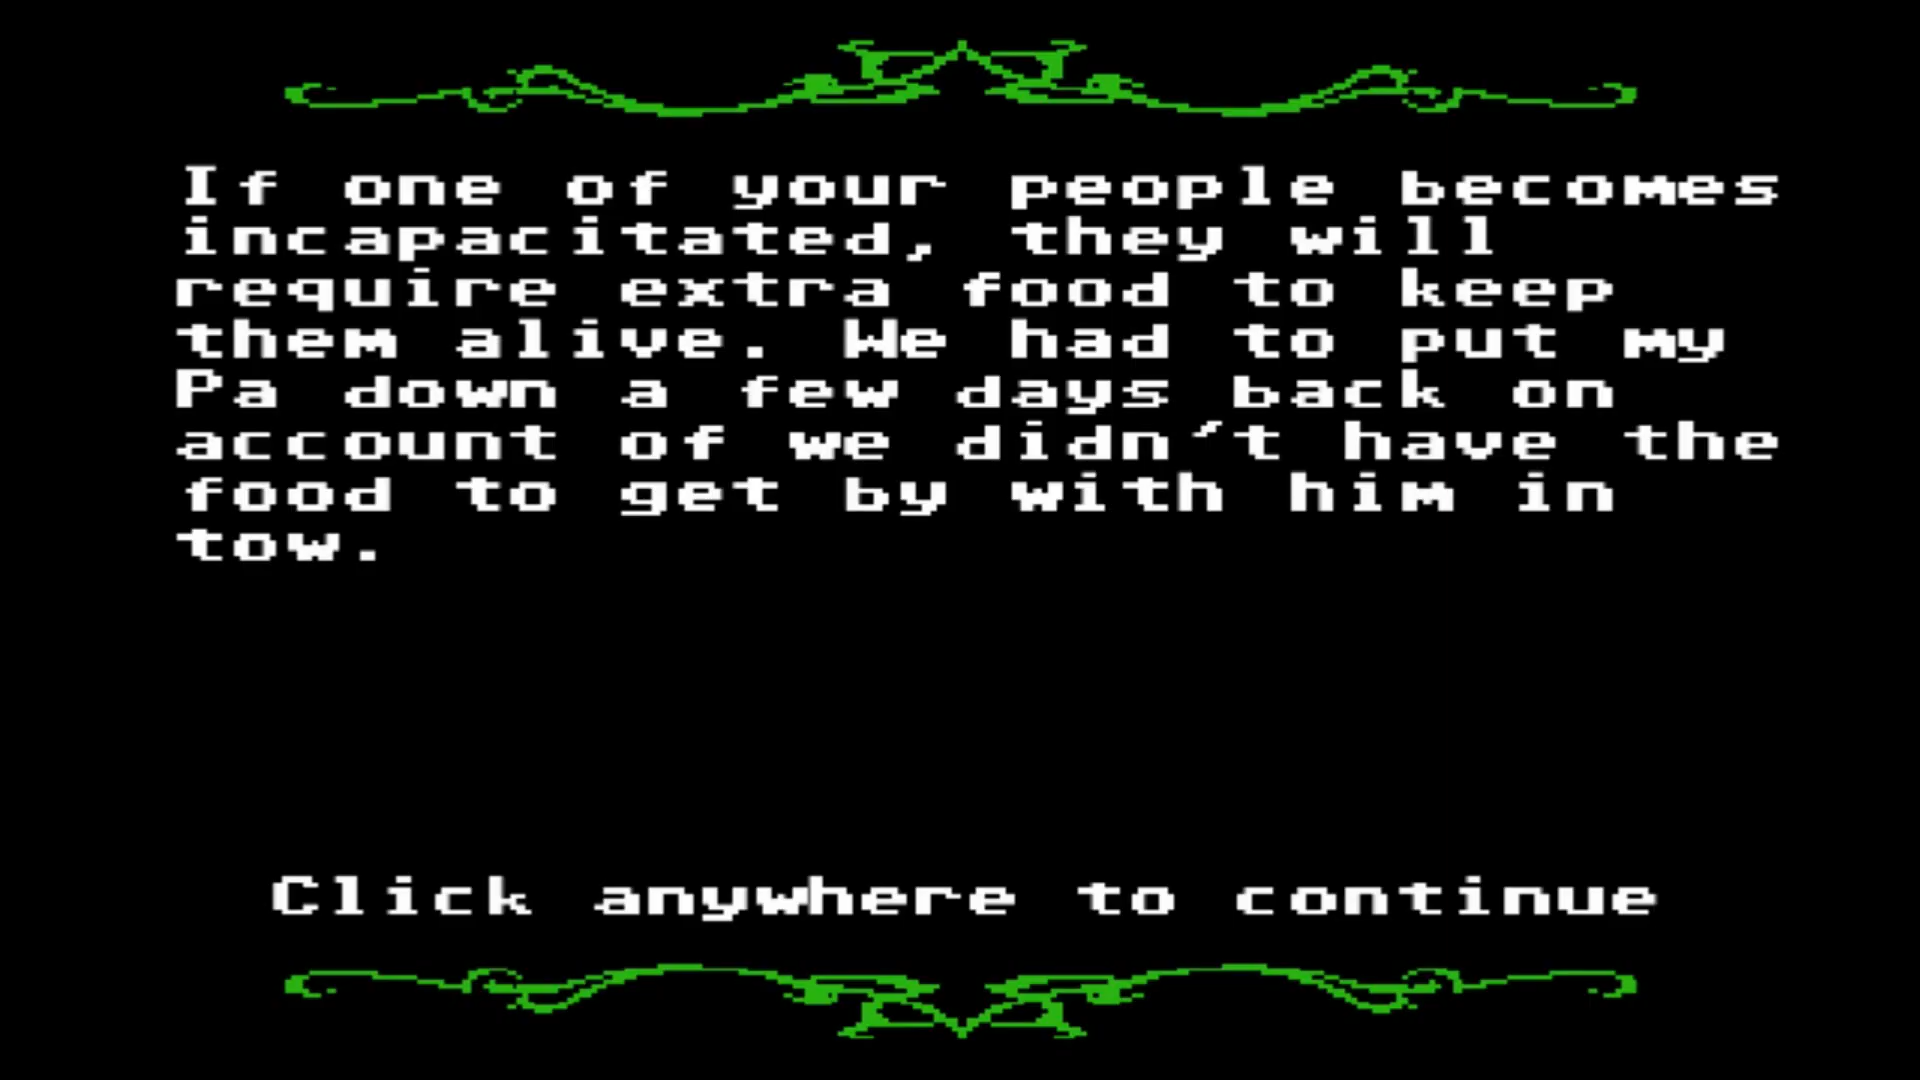 If one of your people becomes
incapacitated, they will
require extra food to keep
them alive. We had to put my
Pa down a few days back on
account of we didn´t have the
food to get by with him in
tow.
Click anywhere to continue